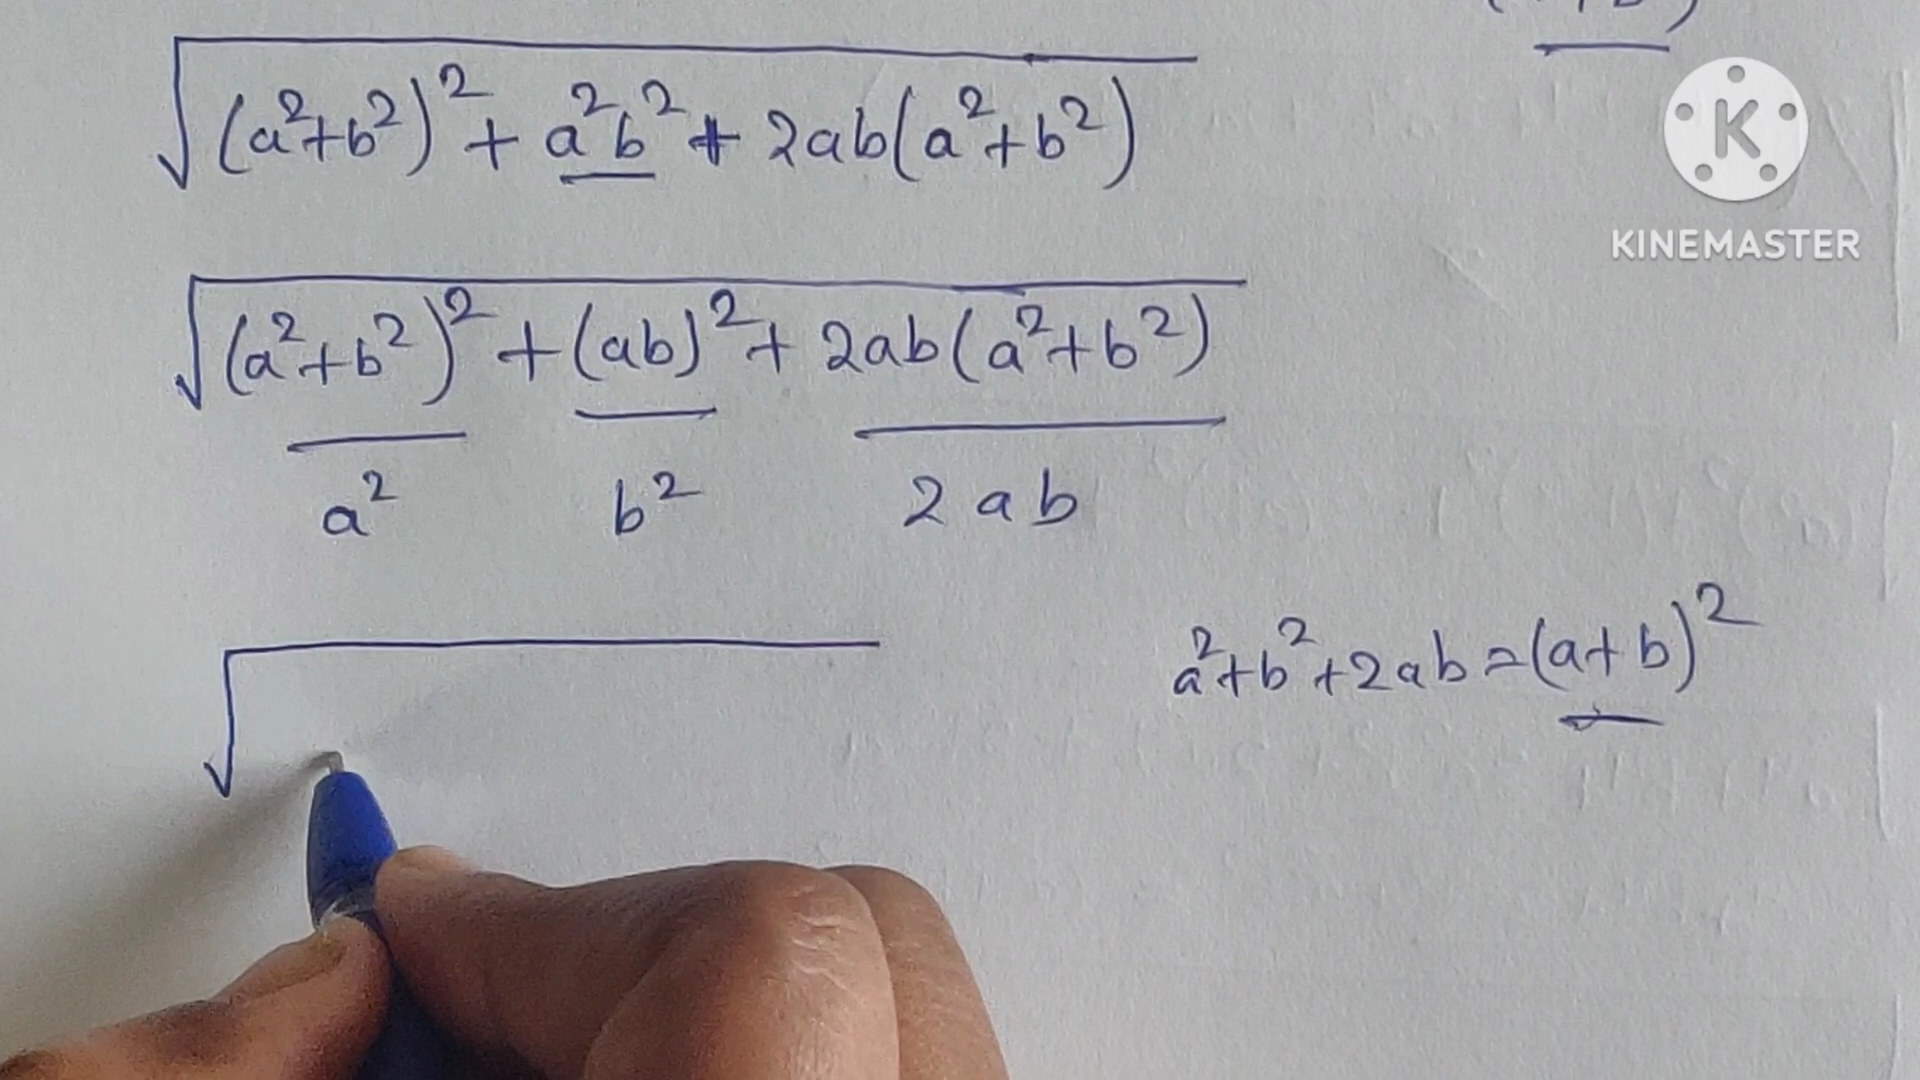 √(a²+b²)²+a²b²+2ab(a²+b²)
K
KINEMASTER
√(a²+b²)²+(ab)²+2ab(a²+b²)
a² b² 2ab
a²+b²+2ab=(a+b)²